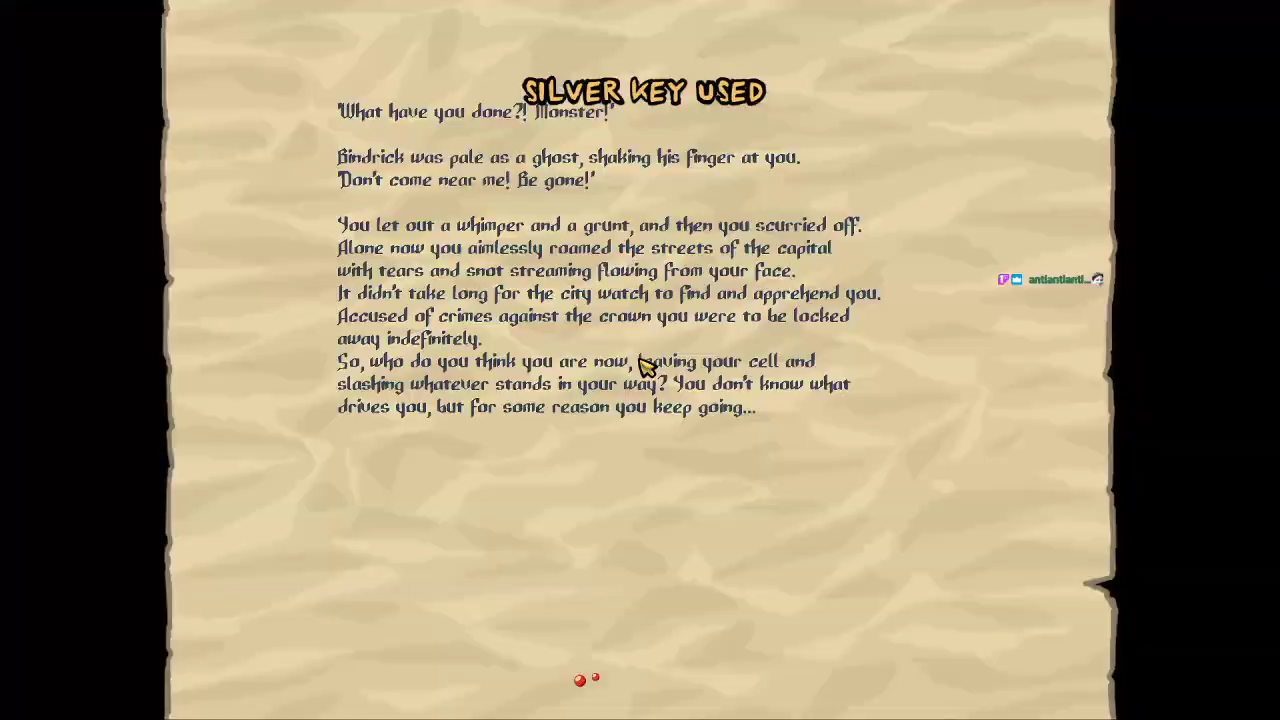 SILVER KEY USED
'What have you done?! Monster!'
Bindrick was pale as a ghost, shaking his finger at you.
'Don't come near me! Be gone!'
You let out a whimper and a grunt, and then you scurried off.
Alone now you aimlessly roamed the streets of the capital
with tears and snot streaming flowing from your face.
It didn't take long for the city watch to find and apprehend you.
Accused of crimes against the crown you were to be locked
away indefinitely.
So, who do you think you are now, leaving your cell and
slashing whatever stands in your way? You don't know what
drives you, but for some reason you keep going...
antiantianti...